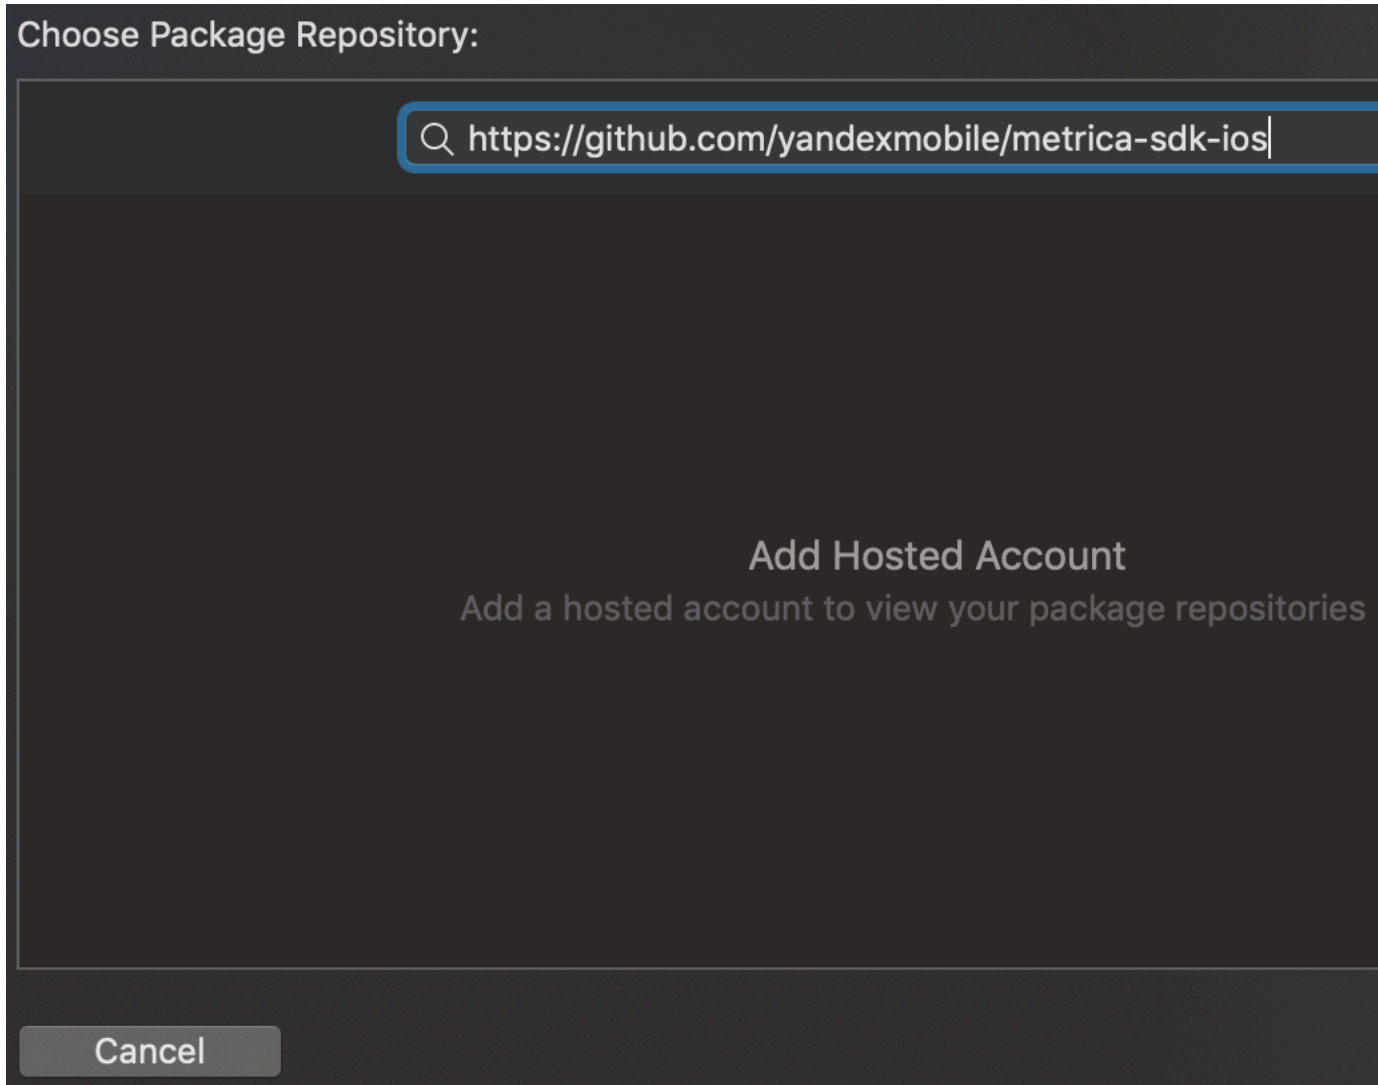 Choose Package Repository:
https://github.com/yandexmobile/metrica-sdk-ios
Add Hosted Account
Add a hosted account to view your package repositories
Cancel